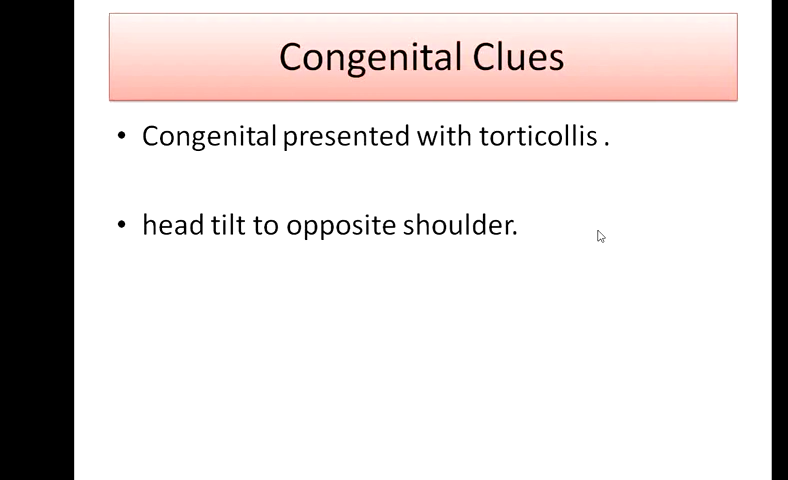 Congenital Clues
• Congenital presented with torticollis .
• head tilt to opposite shoulder.